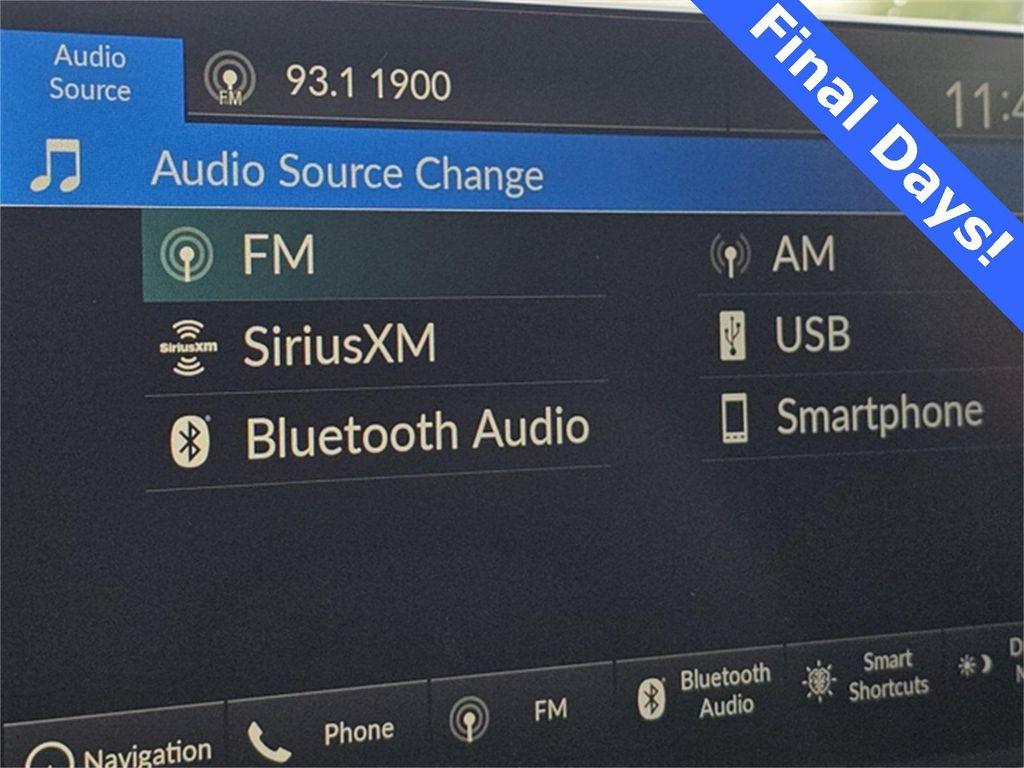 Audio
Source
FM
93.1 1900
11:4
Final Days!
Audio Source Change
FM
AM
SiriusXM
SiriusXM
USB
Bluetooth Audio
Smartphone
Navigation
Phone
FM
Bluetooth
Audio
Smart
Shortcuts